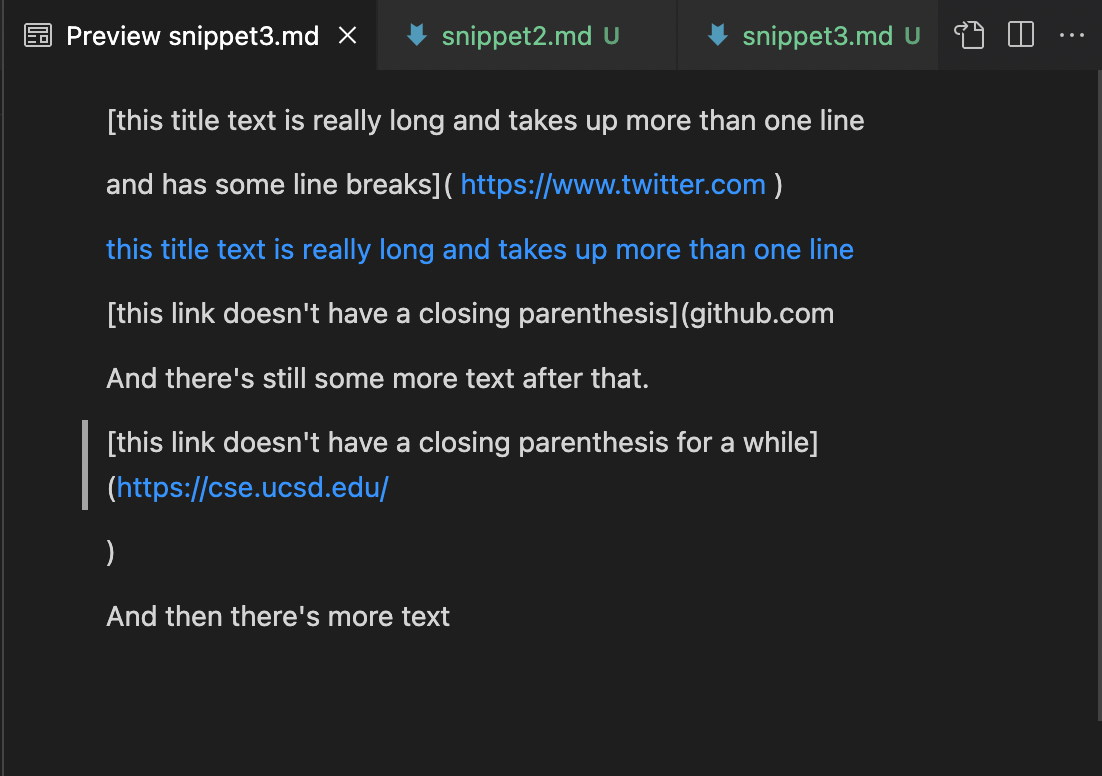 Preview snippet3.md snippet2.md U snippet3.md U
[this title text is really long and takes up more than one line
and has some line breaks]( https://www.twitter.com )
this title text is really long and takes up more than one line
[this link doesn't have a closing parenthesis](github.com
And there's still some more text after that.
[this link doesn't have a closing parenthesis for a while]
(https://cse.ucsd.edu/
)
And then there's more text